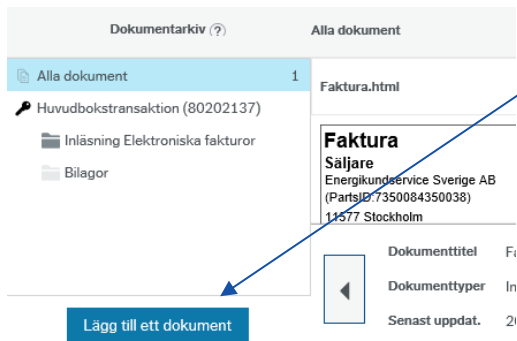 Dokumentarkiv (?)
Alla dokument
Alla dokument 1
Huvudbokstransaktion (80202137)
Inläsning Elektroniska fakturor
Bilagor
Lägg till ett dokument
Faktura.html
Faktura
Säljare
Energikundservice Sverige AB
(PartsID:7350084350038)
11577 Stockholm
Dokumenttitel
Dokumenttyper
Senast uppdat.